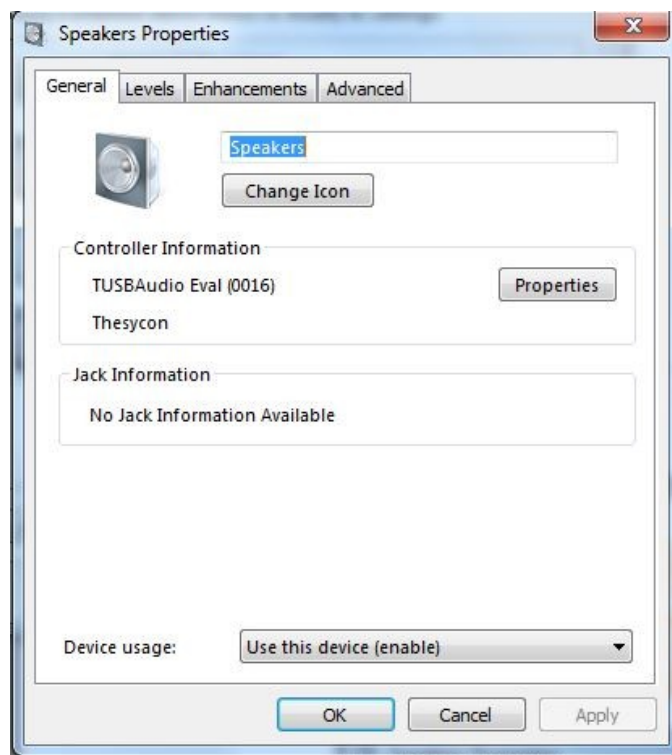 Speakers Properties
General Levels Enhancements Advanced
Speakers
Change Icon
Controller Information
TUSBAudio Eval (0016)
Properties
Thesycon
Jack Information
No Jack Information Available
Device usage: Use this device (enable)
OK Cancel Apply